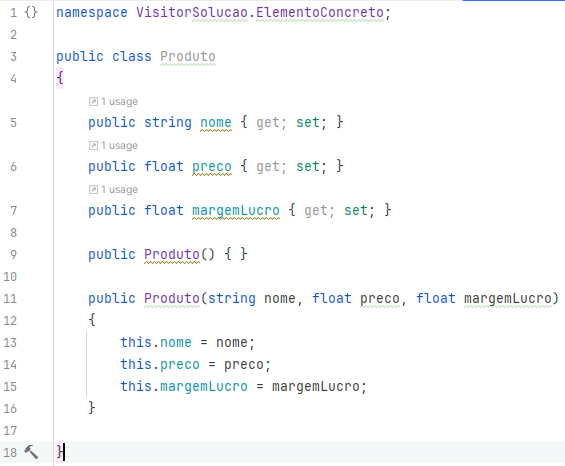 1 {} namespace VisitorSolucao.ElementoConcreto;
2
3 public class Produto
4 {
1 usage
5 public string nome { get; set; }
1 usage
6 public float preco { get; set; }
1 usage
7 public float margemLucro { get; set; }
8
9 public Produto() { }
10
11 public Produto(string nome, float preco, float margemLucro)
12 {
13 this.nome = nome;
14 this.preco = preco;
15 this.margemLucro = margemLucro;
16 }
17
18 }